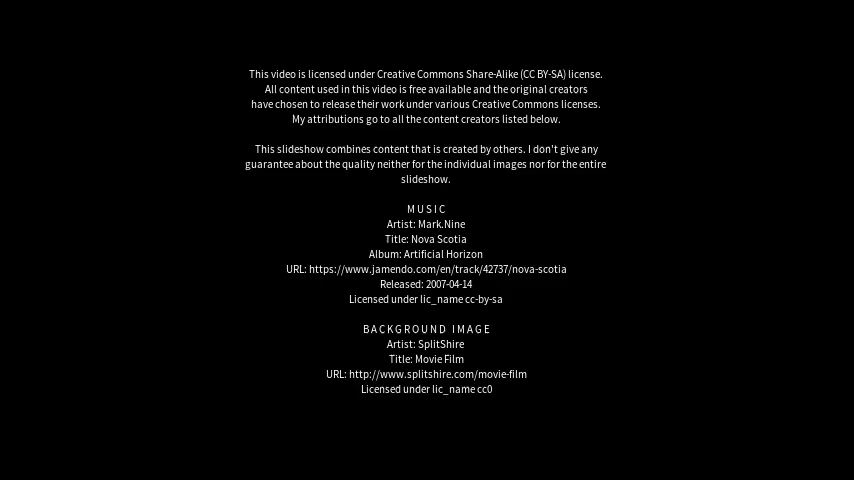 This video is licensed under Creative Commons Share-Alike (CC BY-SA) license.
All content used in this video is free available and the original creators
have chosen to release their work under various Creative Commons licenses.
My attributions go to all the content creators listed below.
This slideshow combines content that is created by others. I don't give any
guarantee about the quality neither for the individual images nor for the entire
slideshow.
MUSIC
Artist: Mark.Nine
Title: Nova Scotia
Album: Artificial Horizon
URL: https://www.jamendo.com/en/track/42737/nova-scotia
Released: 2007-04-14
Licensed under lic_name cc-by-sa
BACKGROUND IMAGE
Artist: SplitShire
Title: Movie Film
URL: http://www.splitshire.com/movie-film
Licensed under lic_name cc0